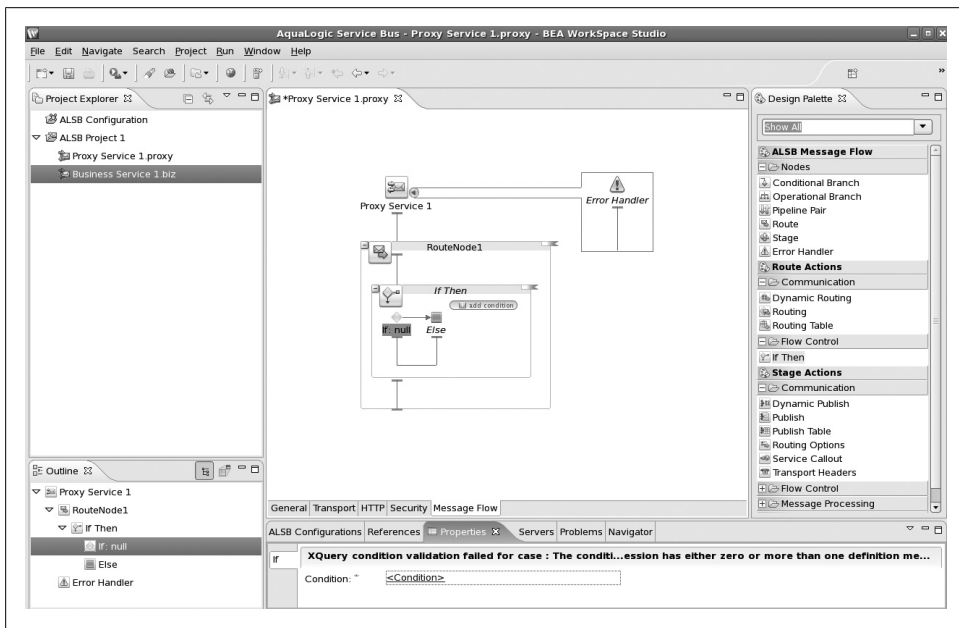 AquaLogic Service Bus - Proxy Service 1.proxy - BEA WorkSpace Studio
File Edit Navigate Search Project Run Window Help
Project Explorer
ALSB Configuration
ALSB Project 1
Proxy Service 1.proxy
Business Service 1.biz
*Proxy Service 1.proxy
Proxy Service 1
Error Handler
RouteNode1
If Then
add condition
If: null
Else
General Transport HTTP Security Message Flow
Design Palette
Show All
ALSB Message Flow
Nodes
Conditional Branch
Operational Branch
Pipeline Pair
Route
Stage
Error Handler
Route Actions
Communication
Dynamic Routing
Routing
Routing Table
Flow Control
If Then
Stage Actions
Communication
Dynamic Publish
Publish
Publish Table
Routing Options
Service Callout
Transport Headers
Flow Control
Message Processing
Outline
Proxy Service 1
RouteNode1
If Then
If: null
Else
Error Handler
ALSB Configurations References Properties Servers Problems Navigator
If
XQuery condition validation failed for case : The conditi...ession has either zero or more than one definition me...
Condition: * <Condition>